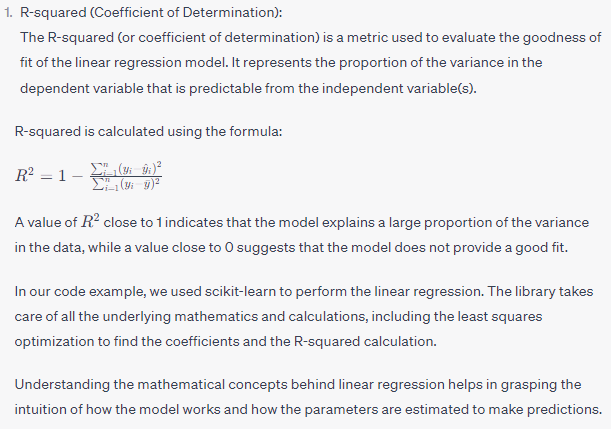 1. R-squared (Coefficient of Determination):
The R-squared (or coefficient of determination) is a metric used to evaluate the goodness of
fit of the linear regression model. It represents the proportion of the variance in the
dependent variable that is predictable from the independent variable(s).
R-squared is calculated using the formula:
R² = 1 − \frac{\sum_{i=1}^{n}(y_i - ŷ_i)^2}{\sum_{i=1}^{n}(y_i - ȳ)^2}
A value of R² close to 1 indicates that the model explains a large proportion of the variance
in the data, while a value close to 0 suggests that the model does not provide a good fit.
In our code example, we used scikit-learn to perform the linear regression. The library takes
care of all the underlying mathematics and calculations, including the least squares
optimization to find the coefficients and the R-squared calculation.
Understanding the mathematical concepts behind linear regression helps in grasping the
intuition of how the model works and how the parameters are estimated to make predictions.